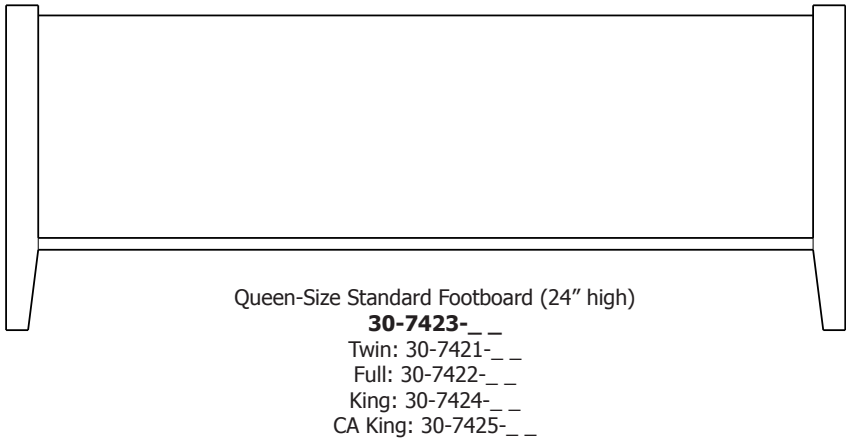 Queen-Size Standard Footboard (24” high)
30-7423-_ _
Twin: 30-7421-_ _
Full: 30-7422-_ _
King: 30-7424-_ _
CA King: 30-7425-_ _